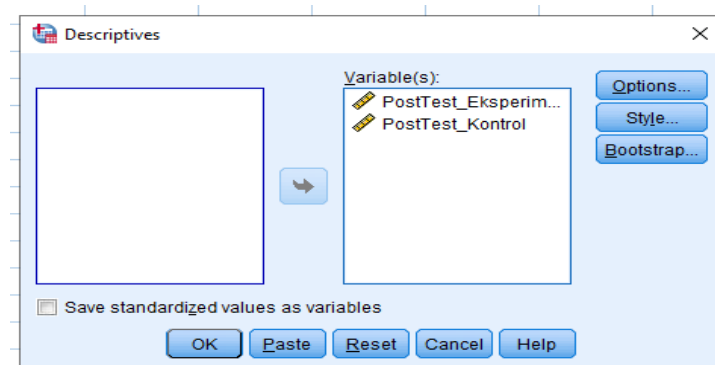 Descriptives
Variable(s):
PostTest_Eksperim...
PostTest_Kontrol
Options...
Style...
Bootstrap...
Save standardized values as variables
OK Paste Reset Cancel Help